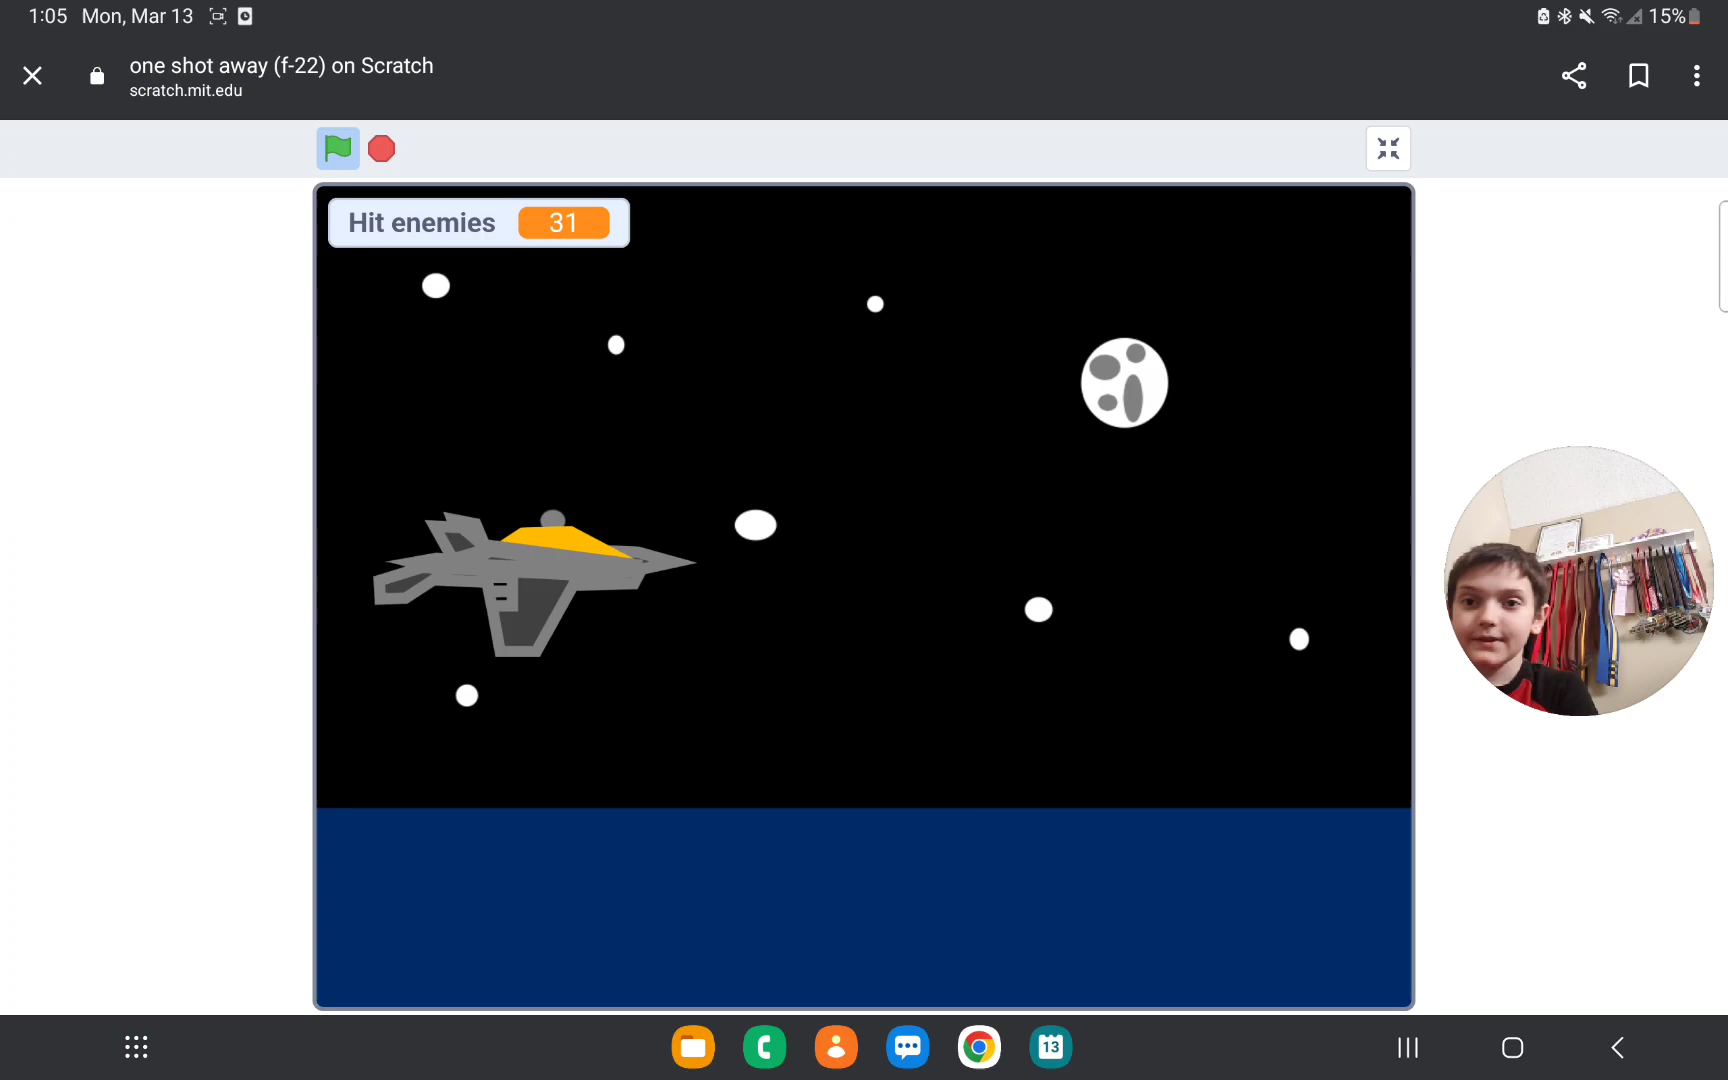 1:05 Mon, Mar 13 15%
one shot away (f-22) on Scratch
scratch.mit.edu
Hit enemies 31
13